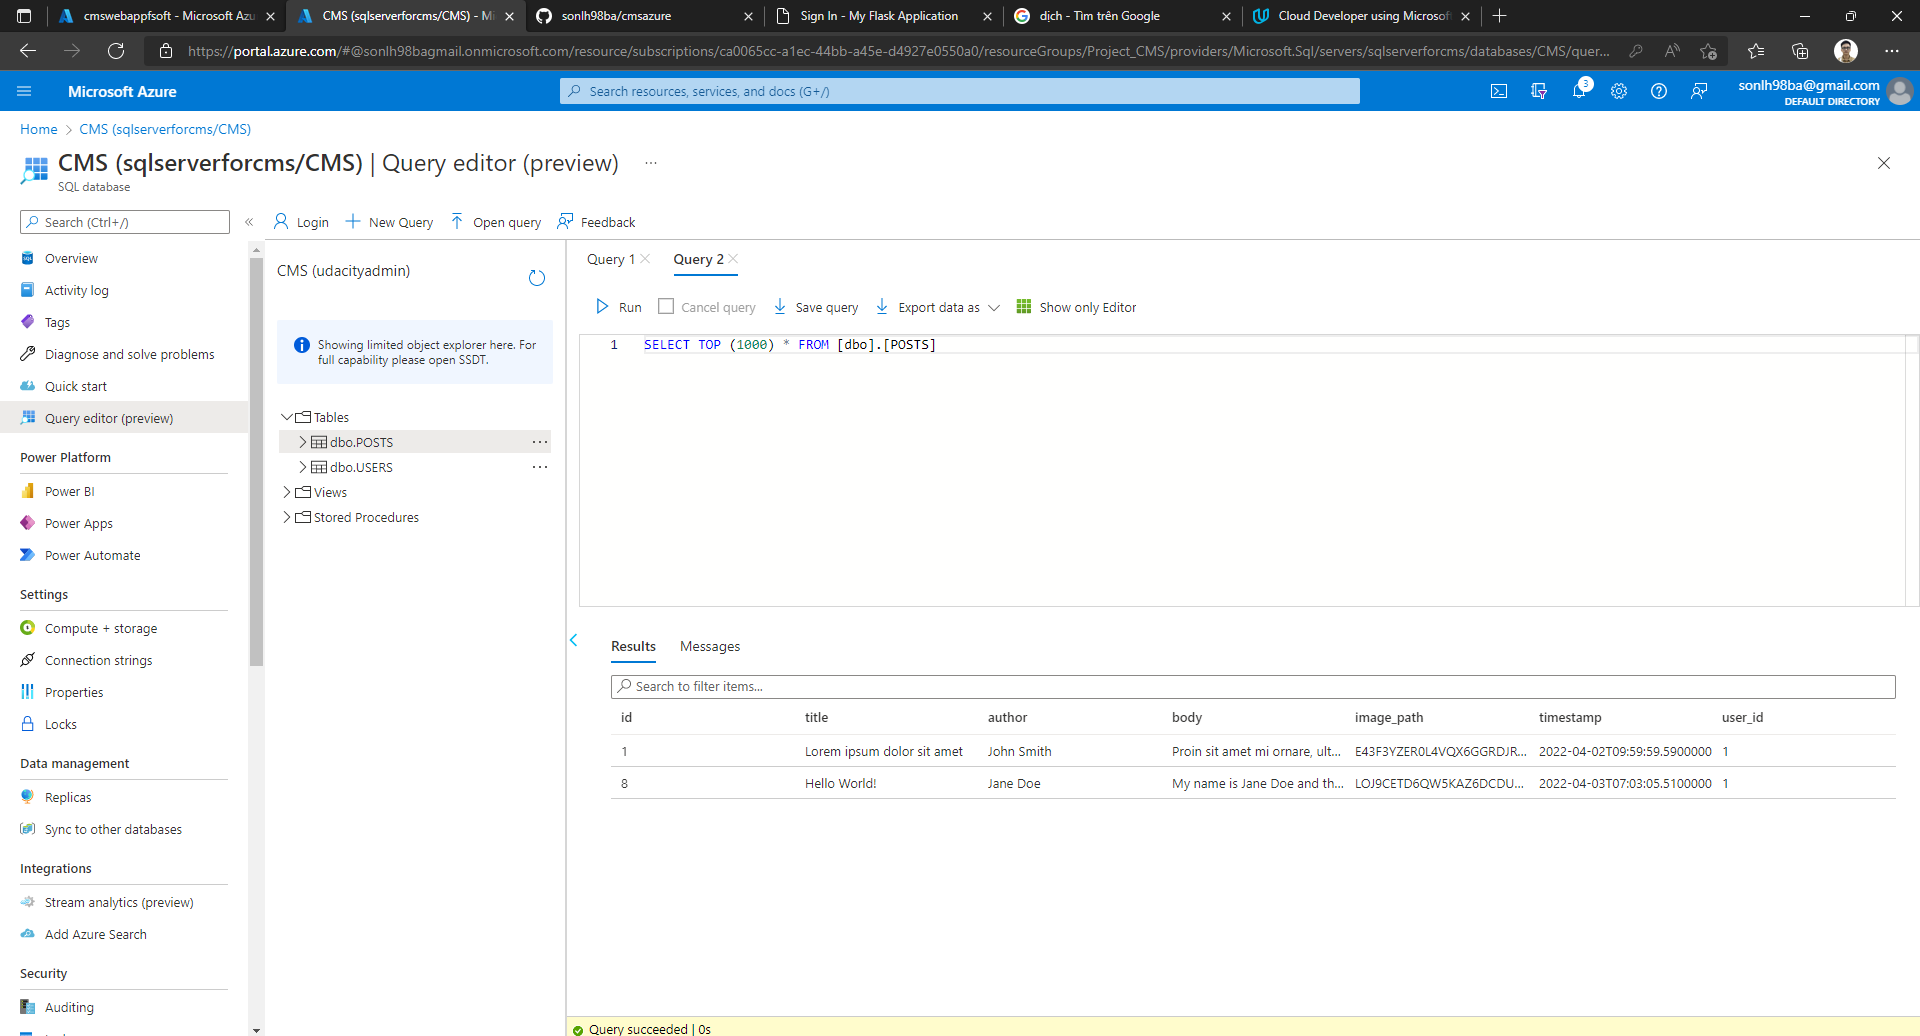 cmswebappfsoft - Microsoft Azu
CMS (sqlserverforcms/CMS) - Mi
sonlh98ba/cmsazure
Sign In - My Flask Application
dịch - Tìm trên Google
Cloud Developer using Microsoft
https://portal.azure.com/#@sonlh98bagmail.onmicrosoft.com/resource/subscriptions/ca0065cc-a1ec-44bb-a45e-d4927e0550a0/resourceGroups/Project_CMS/providers/Microsoft.Sql/servers/sqlserverforcms/databases/CMS/quer...
Microsoft Azure
Search resources, services, and docs (G+/)
3
sonlh98ba@gmail.com
DEFAULT DIRECTORY
Home > CMS (sqlserverforcms/CMS)
CMS (sqlserverforcms/CMS) | Query editor (preview) ...
SQL database
Search (Ctrl+/)
«
Login
New Query
Open query
Feedback
Overview
Activity log
Tags
Diagnose and solve problems
Quick start
Query editor (preview)
Power Platform
Power BI
Power Apps
Power Automate
Settings
Compute + storage
Connection strings
Properties
Locks
Data management
Replicas
Sync to other databases
Integrations
Stream analytics (preview)
Add Azure Search
Security
Auditing
CMS (udacityadmin)
Showing limited object explorer here. For
full capability please open SSDT.
Tables
dbo.POSTS ...
dbo.USERS ...
Views
Stored Procedures
Query 1
Query 2
Run
Cancel query
Save query
Export data as
Show only Editor
1 SELECT TOP (1000) * FROM [dbo].[POSTS]
Results
Messages
Search to filter items...
id title author body image_path timestamp user_id
1 Lorem ipsum dolor sit amet John Smith Proin sit amet mi ornare, ult... E43F3YZER0L4VQX6GGRDJR... 2022-04-02T09:59:59.5900000 1
8 Hello World! Jane Doe My name is Jane Doe and th... LOJ9CETD6QW5KAZ6DCDU... 2022-04-03T07:03:05.5100000 1
Query succeeded | 0s